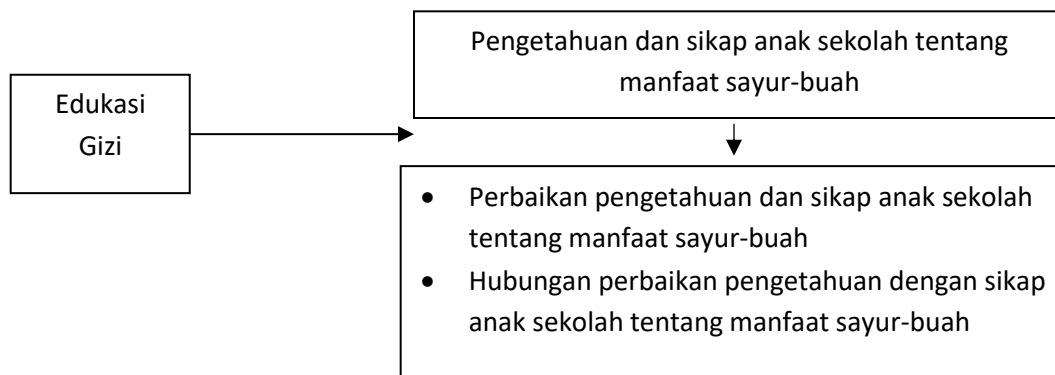 Pengetahuan dan sikap anak sekolah tentang
manfaat sayur-buah
Edukasi
Gizi
• Perbaikan pengetahuan dan sikap anak sekolah
tentang manfaat sayur-buah
• Hubungan perbaikan pengetahuan dengan sikap
anak sekolah tentang manfaat sayur-buah